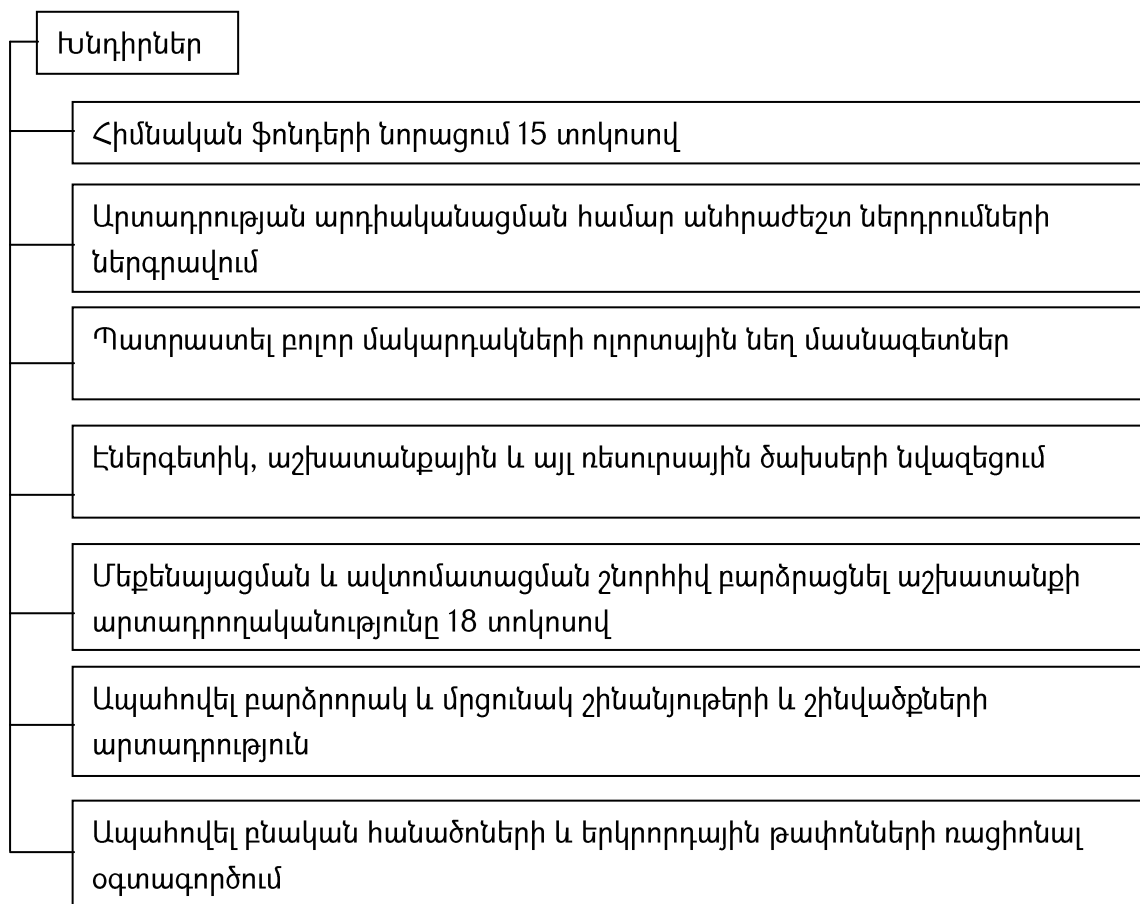 Խնդիրներ
Հիմնական ֆոնդերի նորացում 15 տոկոսով
Արտադրության արդիականացման համար անհրաժեշտ ներդրումների
ներգրավում
Պատրաստել բոլոր մակարդակների ոլորտային նեղ մասնագետներ
Էներգետիկ, աշխատանքային և այլ ռեսուրսային ծախսերի նվազեցում
Մեքենայացման և ավտոմատացման շնորհիվ բարձրացնել աշխատանքի
արտադրողականությունը 18 տոկոսով
Ապահովել բարձրորակ և մրցունակ շինանյութերի և շինվածքների
արտադրություն
Ապահովել բնական հանածոների և երկրորդային թափոնների ռացիոնալ
օգտագործում